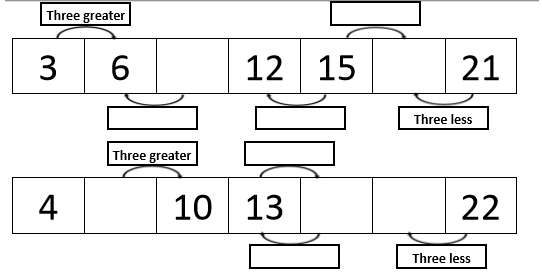 Three greater
3 6 12 15 21
Three less
Three greater
4 10 13 22
Three less